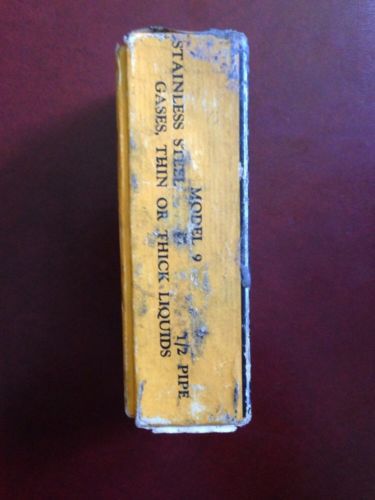 MODEL 9 1/2 PIPE
STAINLESS STEEL
GASES, THIN OR THICK LIQUIDS